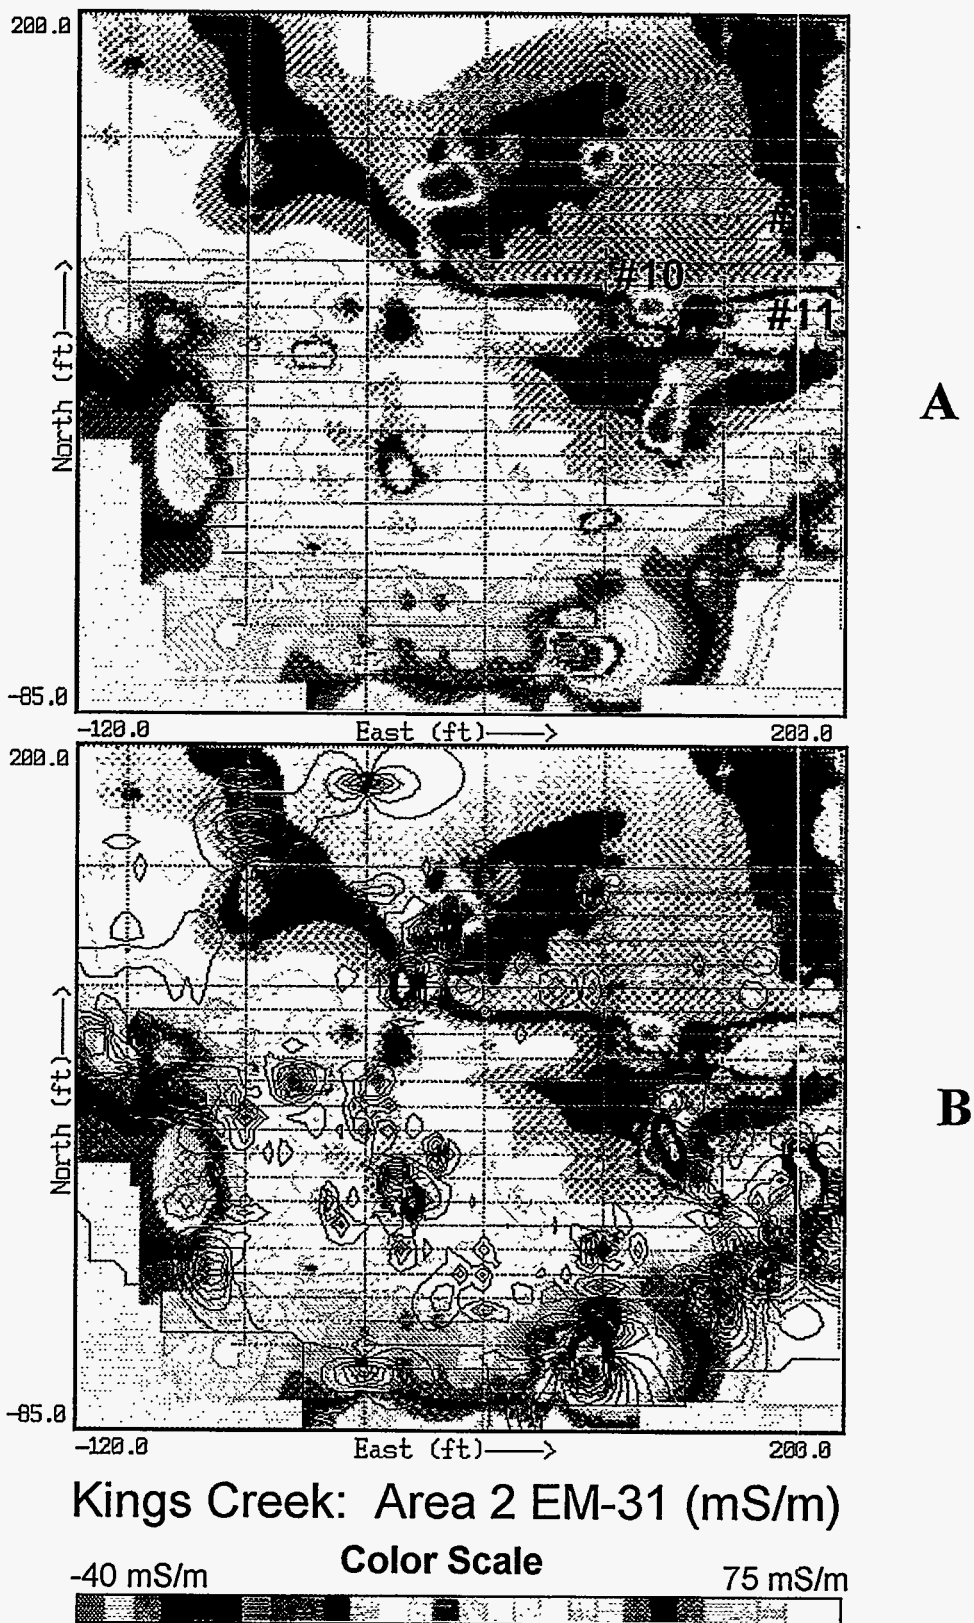 200.0
#10
#11
North (ft)
A
-85.0
-120.0
East (ft)
200.0
200.0
North (ft)
B
-85.0
-120.0
East (ft)
200.0
Kings Creek: Area 2 EM-31 (mS/m)
Color Scale
-40 mS/m
75 mS/m